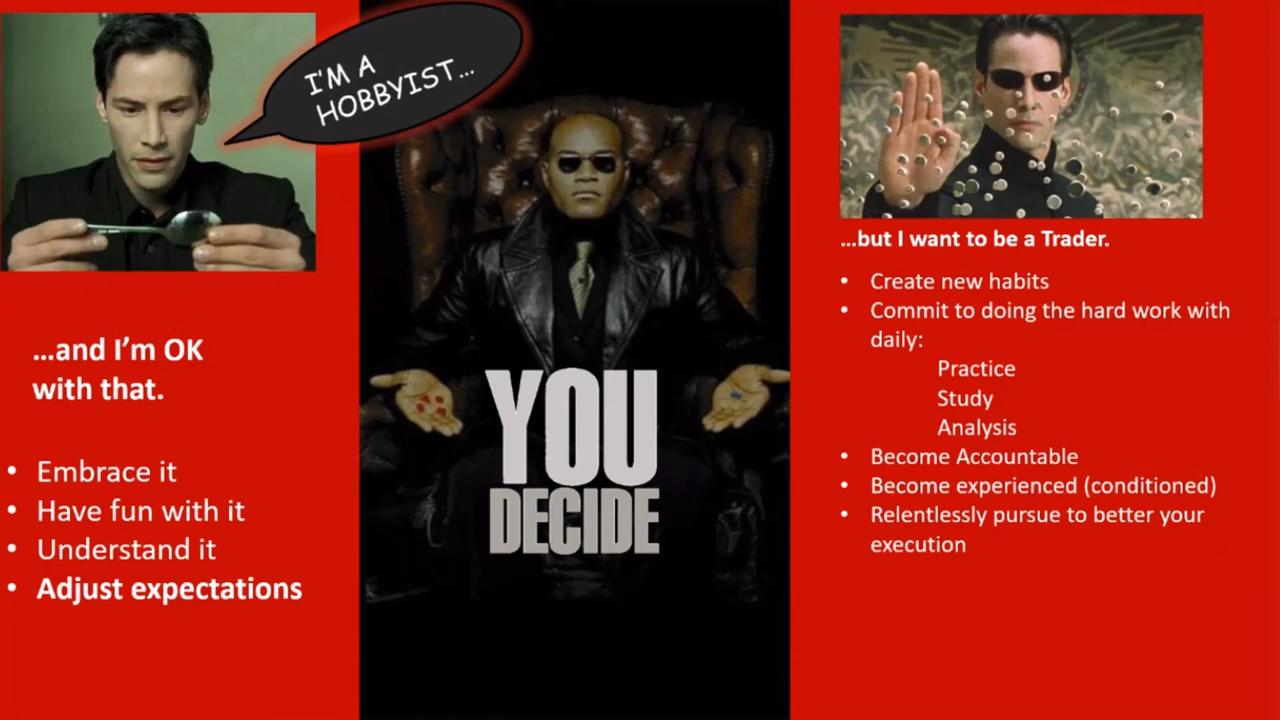 I'M A
HOBBYIST...
...and I'm OK
with that.
• Embrace it
• Have fun with it
• Understand it
• Adjust expectations
YOU
DECIDE
...but I want to be a Trader.
• Create new habits
• Commit to doing the hard work with
daily:
Practice
Study
Analysis
• Become Accountable
• Become experienced (conditioned)
• Relentlessly pursue to better your
execution